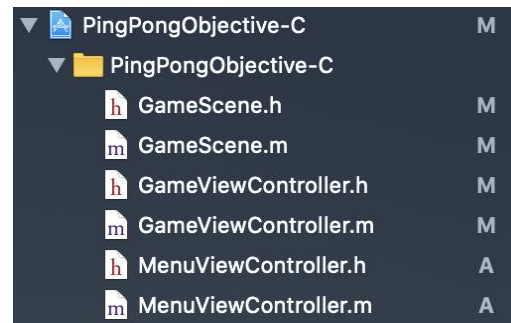 PingPongObjective-C M
PingPongObjective-C
h GameScene.h M
m GameScene.m M
h GameViewController.h M
m GameViewController.m M
h MenuViewController.h A
m MenuViewController.m A